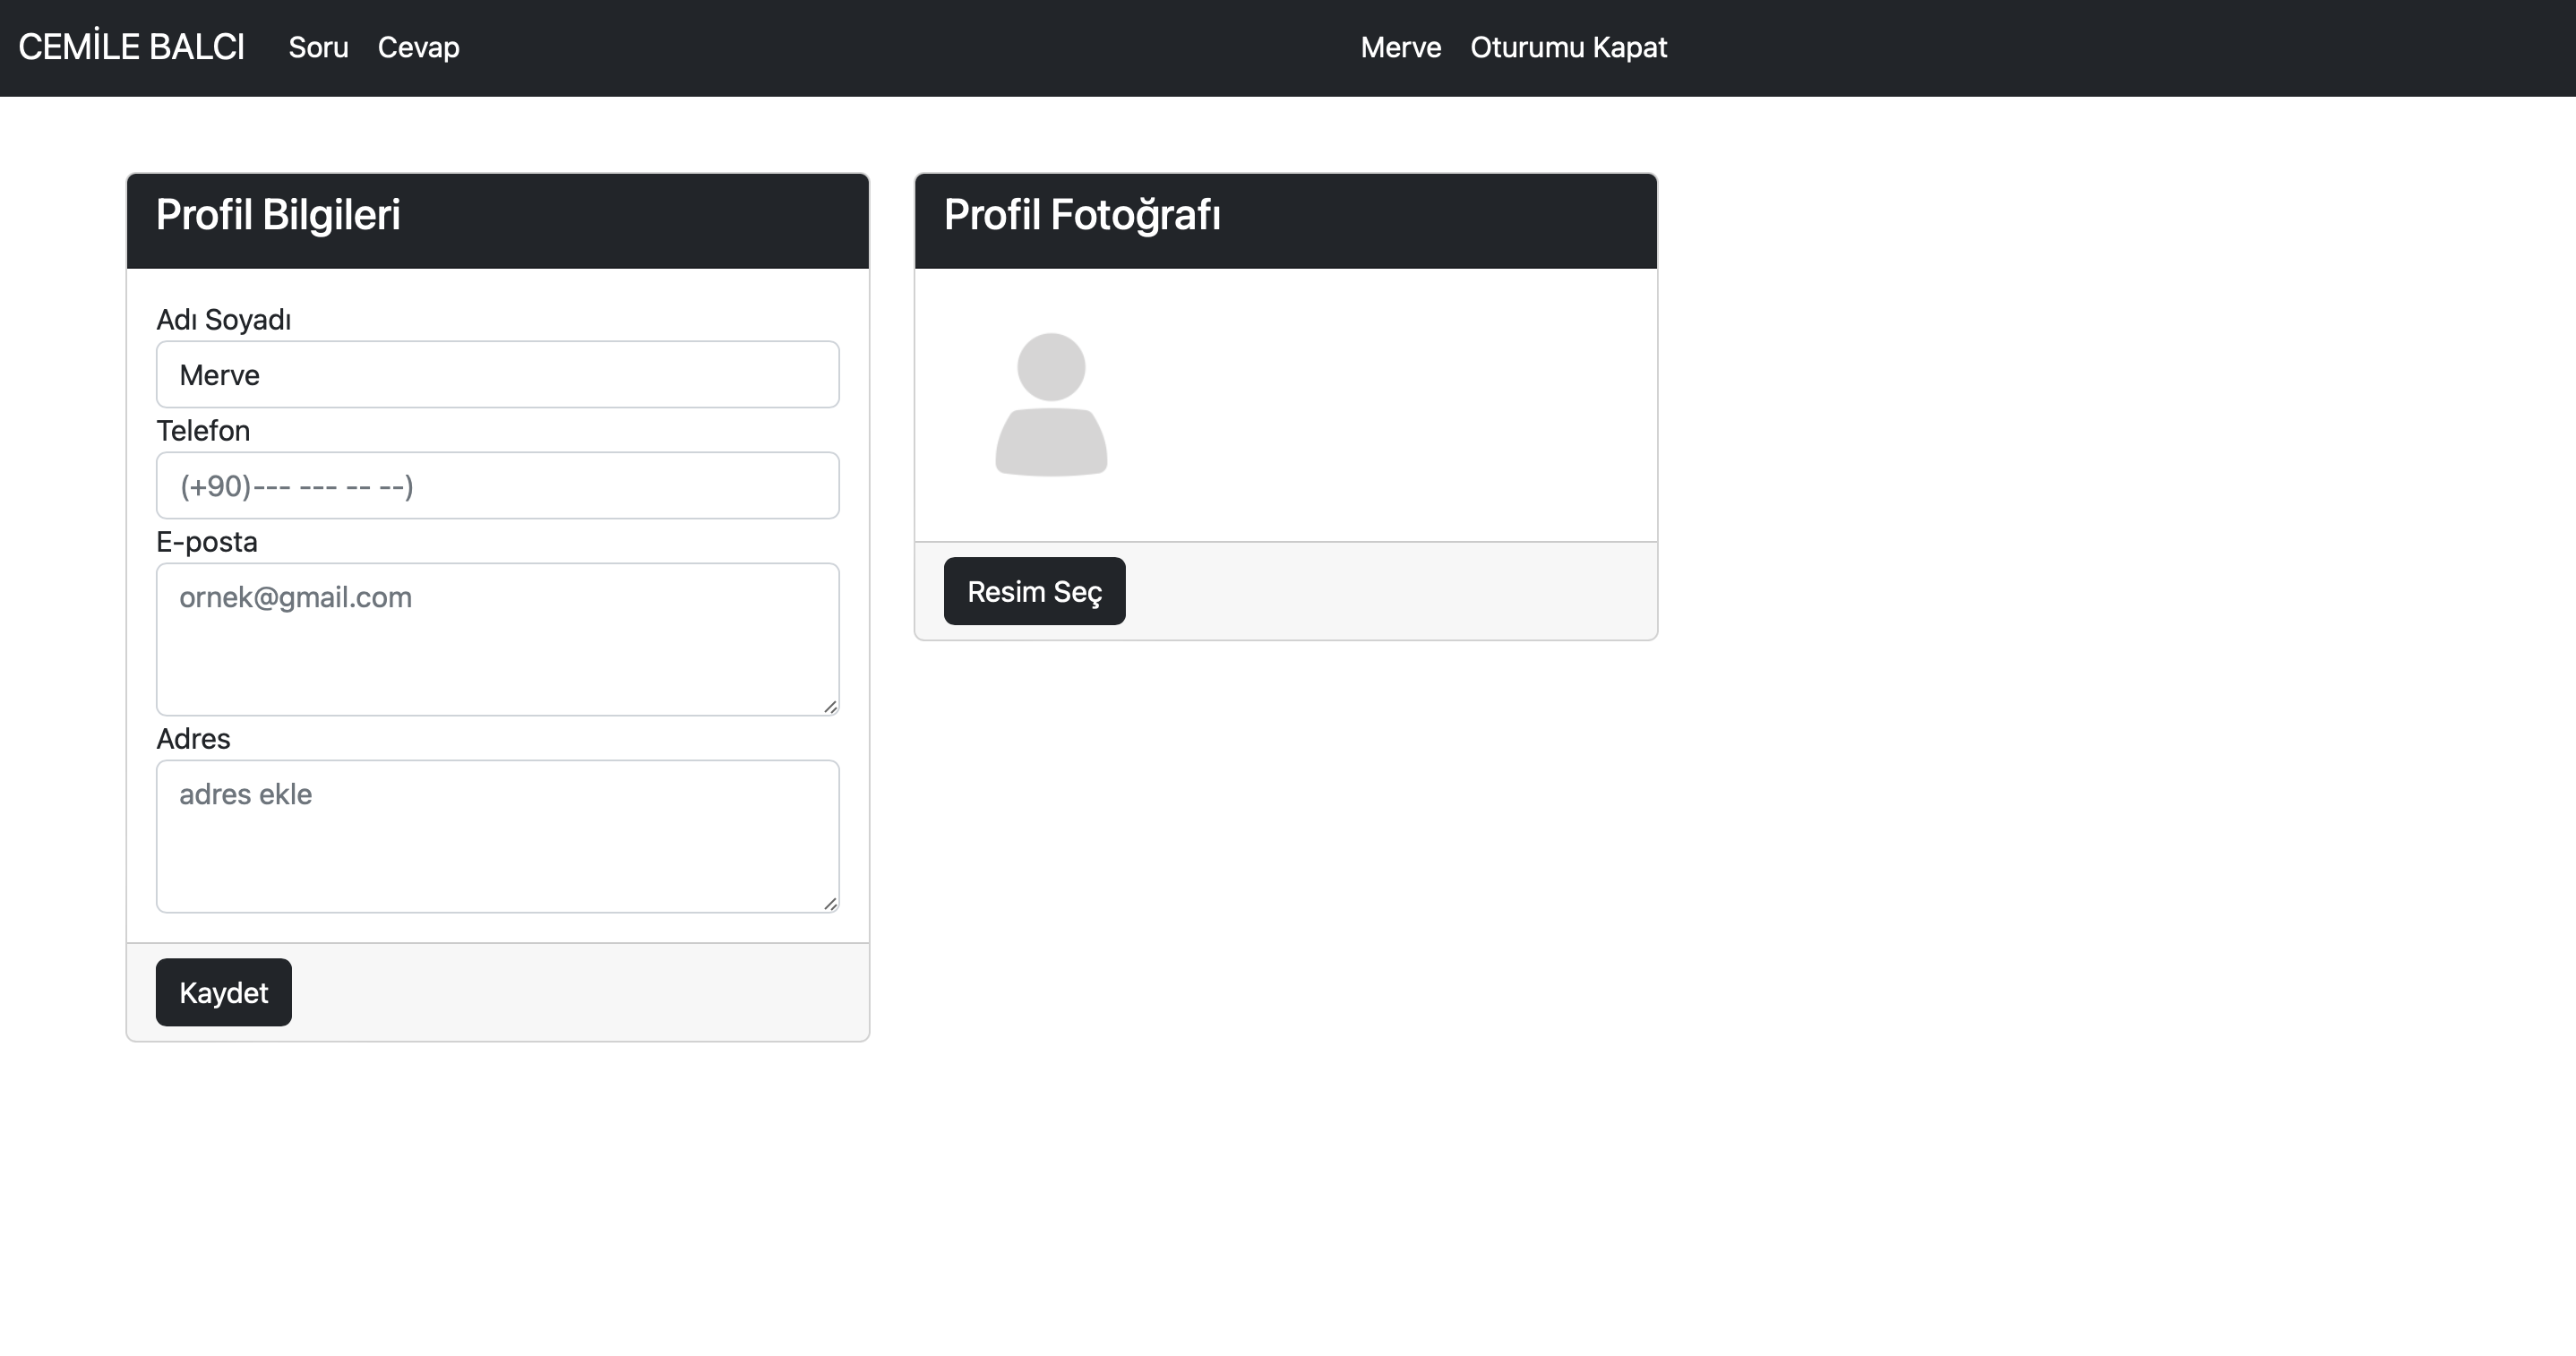 CEMİLE BALCI Soru Cevap Merve Oturumu Kapat
Profil Bilgileri
Adı Soyadı
Merve
Telefon
(+90)--- --- -- --)
E-posta
ornek@gmail.com
Adres
adres ekle
Kaydet
Profil Fotoğrafı
Resim Seç